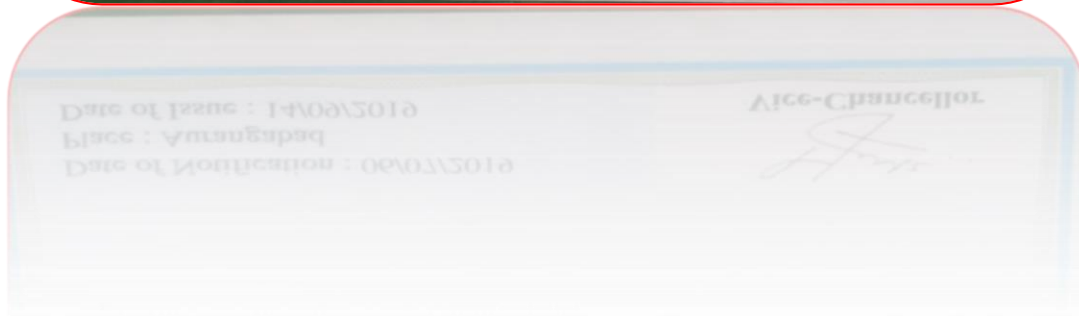 Date of Issue : 14/09/2019
Place : Aurangabad
Date of Notification : 06/07/2019
Vice-Chancellor